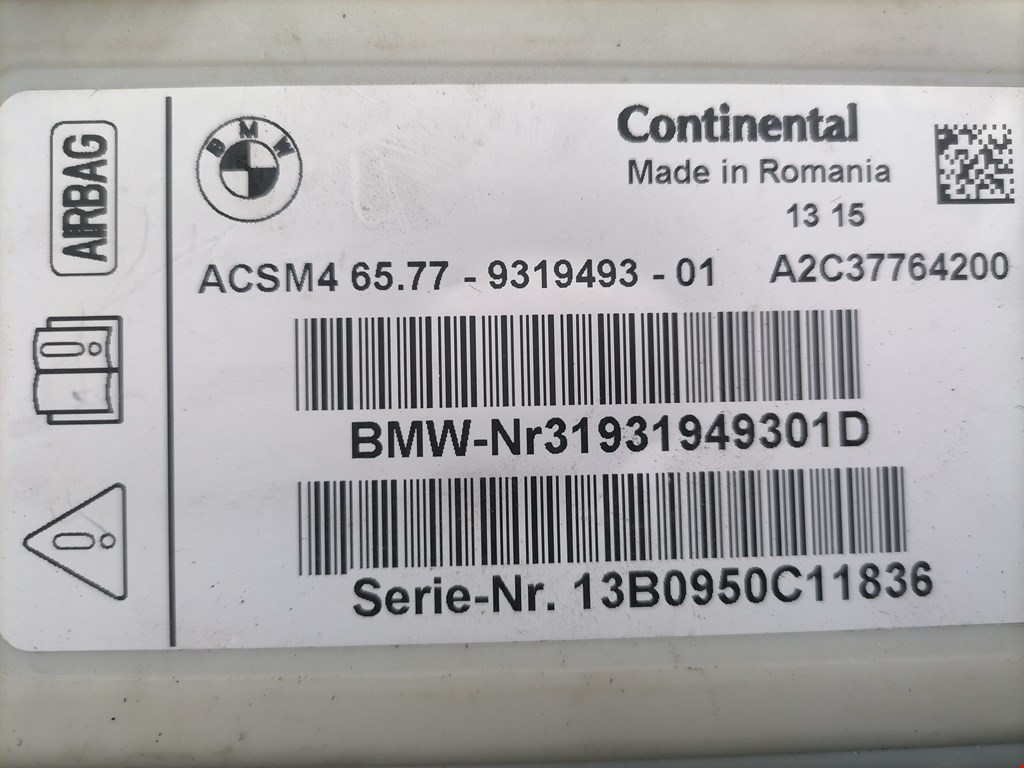 AIRBAG
BMW
Continental
Made in Romania
13 15
ACSM4 65.77 - 9319493 - 01 A2C37764200
BMW-Nr31931949301D
Serie-Nr. 13B0950C11836